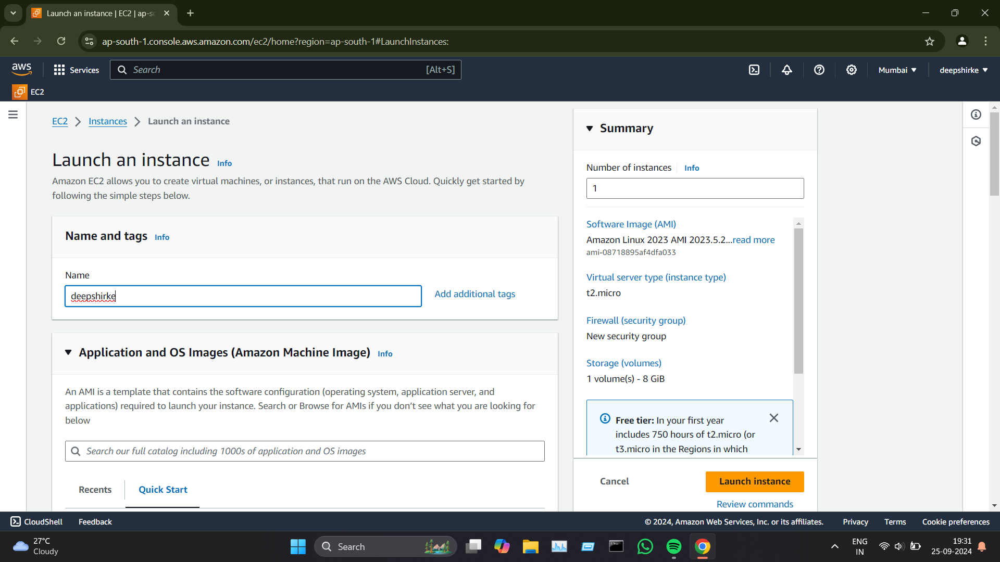 Launch an instance | EC2 | ap-so
ap-south-1.console.aws.amazon.com/ec2/home?region=ap-south-1#LaunchInstances:
aws
Services
Search
[Alt+S]
Mumbai
deepshirke
EC2
EC2
Instances
Launch an instance
Launch an instance Info
Amazon EC2 allows you to create virtual machines, or instances, that run on the AWS Cloud. Quickly get started by
following the simple steps below.
Name and tags Info
Name
deepshirke
Add additional tags
Application and OS Images (Amazon Machine Image) Info
An AMI is a template that contains the software configuration (operating system, application server, and
applications) required to launch your instance. Search or Browse for AMIs if you don’t see what you are looking for
below
Search our full catalog including 1000s of application and OS images
Recents
Quick Start
Summary
Number of instances Info
1
Software Image (AMI)
Amazon Linux 2023 AMI 2023.5.2...read more
ami-08718895af4dfa033
Virtual server type (instance type)
t2.micro
Firewall (security group)
New security group
Storage (volumes)
1 volume(s) - 8 GiB
Free tier: In your first year
includes 750 hours of t2.micro (or
t3.micro in the Regions in which
Cancel
Launch instance
Review commands
CloudShell
Feedback
© 2024, Amazon Web Services, Inc. or its affiliates.
Privacy
Terms
Cookie preferences
27°C
Cloudy
Search
ENG
IN
19:31
25-09-2024